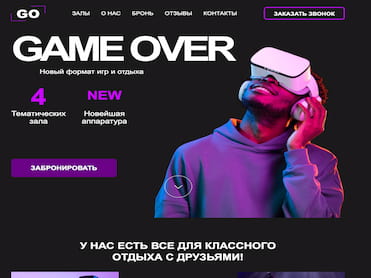 GO
ЗАЛЫ О НАС БРОНЬ ОТЗЫВЫ КОНТАКТЫ
ЗАКАЗАТЬ ЗВОНОК
GAME OVER
Новый формат игр и отдыха
4 NEW
Тематических Новейшая
зала аппаратура
ЗАБРОНИРОВАТЬ
У НАС ЕСТЬ ВСЕ ДЛЯ КЛАССНОГО
ОТДЫХА С ДРУЗЬЯМИ!